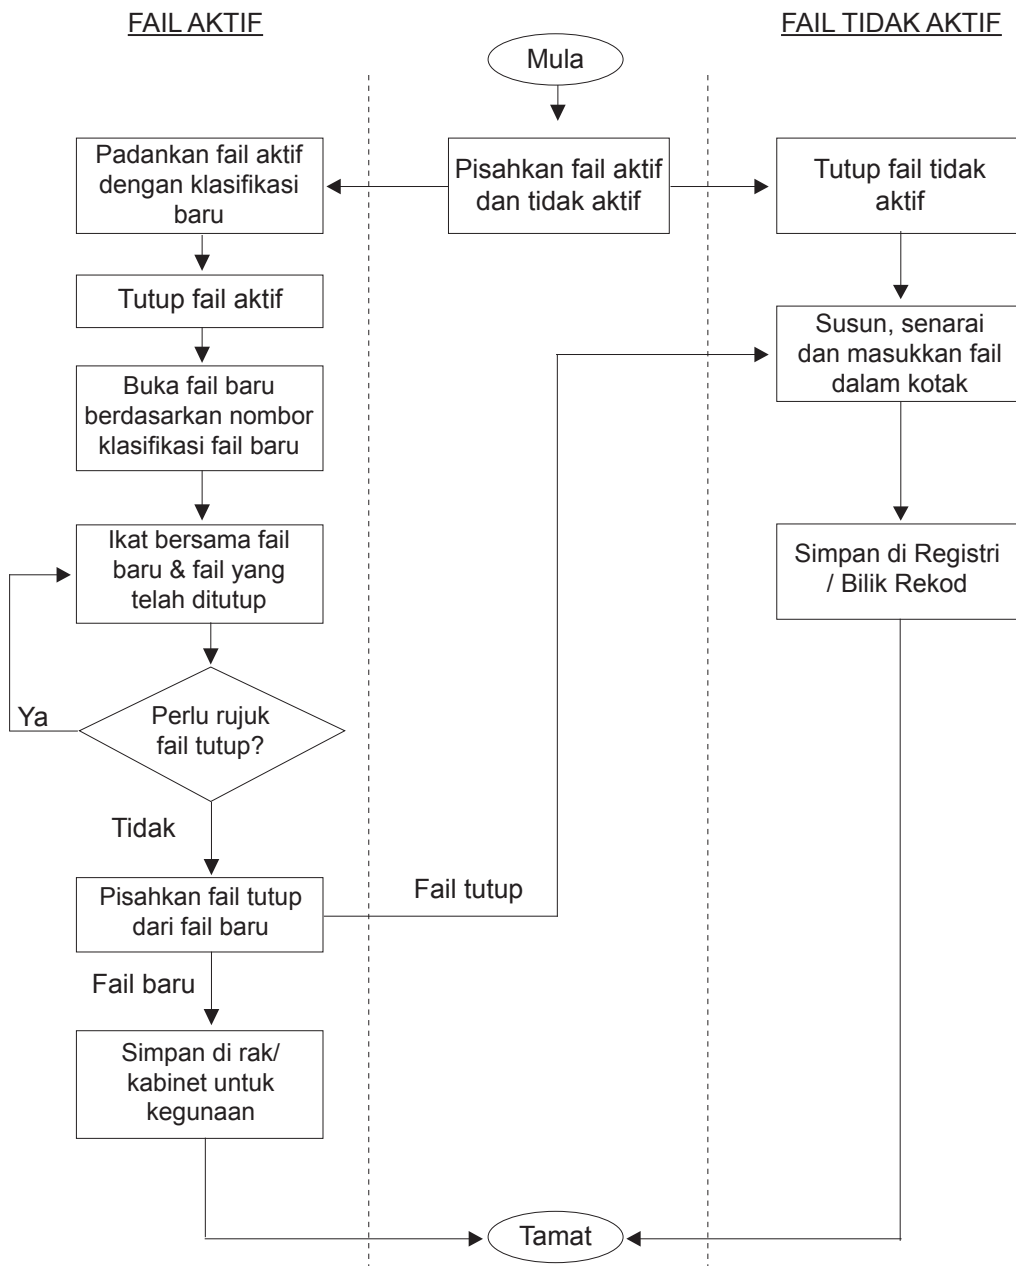 FAIL AKTIF
FAIL TIDAK AKTIF
Mula
Padankan fail aktif
dengan klasifikasi
baru
Pisahkan fail aktif
dan tidak aktif
Tutup fail tidak
aktif
Tutup fail aktif
Susun, senarai
dan masukkan fail
dalam kotak
Buka fail baru
berdasarkan nombor
klasifikasi fail baru
Ikat bersama fail
baru & fail yang
telah ditutup
Simpan di Registri
/ Bilik Rekod
Ya
Perlu rujuk
fail tutup?
Tidak
Pisahkan fail tutup
dari fail baru
Fail tutup
Fail baru
Simpan di rak/
kabinet untuk
kegunaan
Tamat